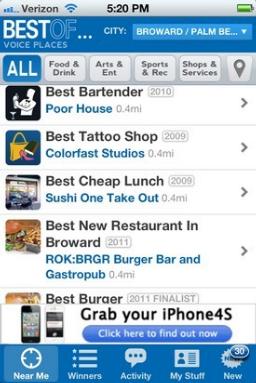 Verizon 5:20 PM
BEST OF...
VOICE PLACES
CITY: BROWARD / PALM BE...
ALL
Food & Drink
Arts & Ent
Sports & Rec
Shops & Services
Best Bartender 2010
Poor House 0.4mi
Best Tattoo Shop 2009
Colorfast Studios 0.4mi
Best Cheap Lunch 2009
Sushi One Take Out 0.4mi
Best New Restaurant In
Broward 2011
ROK:BRGR Burger Bar and
Gastropub 0.4mi
Best Burger 2011 FINALIST
Grab your iPhone4S
Click here to find out now
Near Me
Winners
Activity
My Stuff
30
New